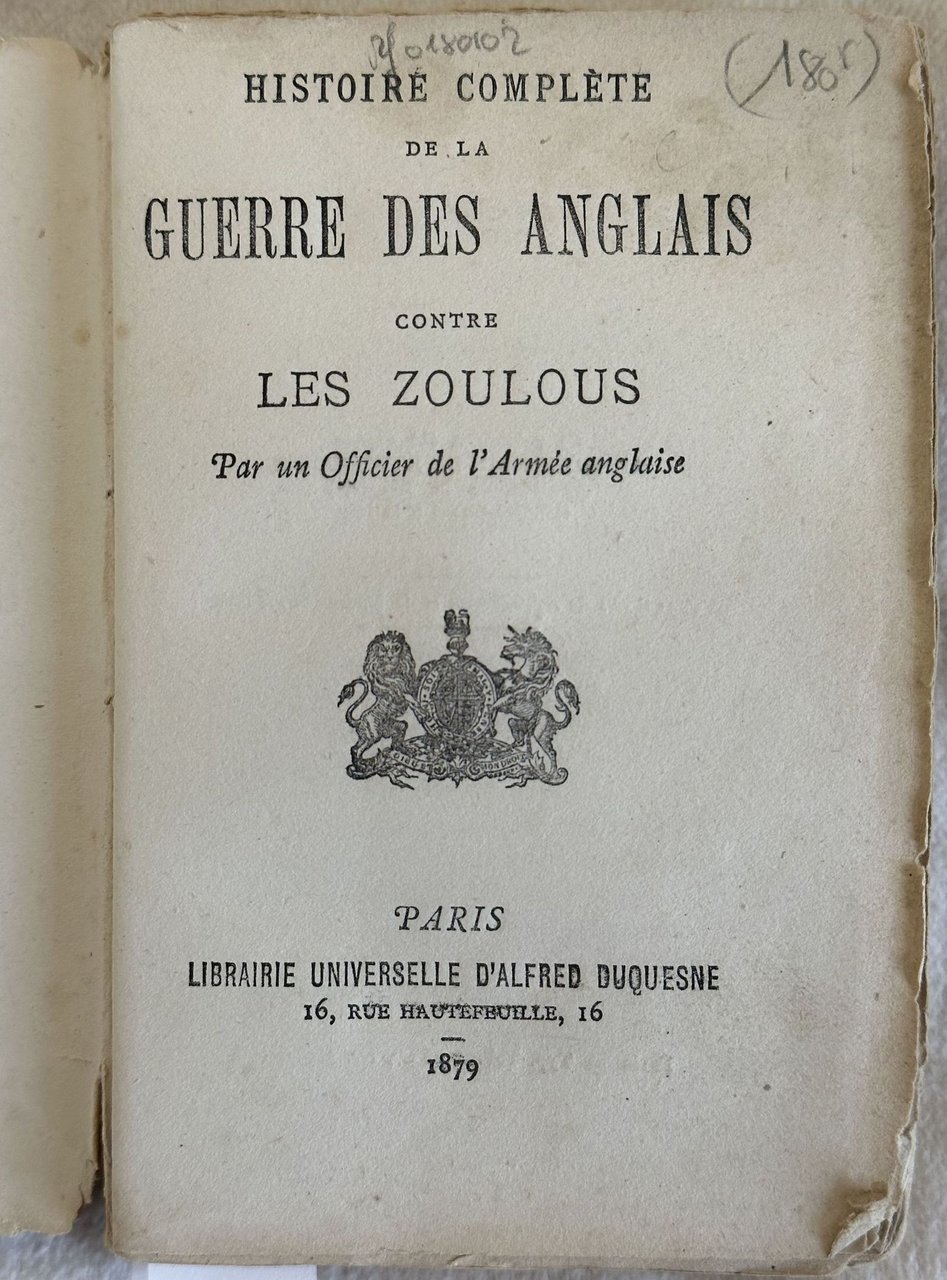 (180r)
HISTOIRE COMPLÈTE
DE LA
GUERRE DES ANGLAIS
CONTRE
LES ZOULOUS
Par un Officier de l'Armée anglaise
PARIS
LIBRAIRIE UNIVERSELLE D'ALFRED DUQUESNE
16, RUE HAUTEFEUILLE, 16
1879